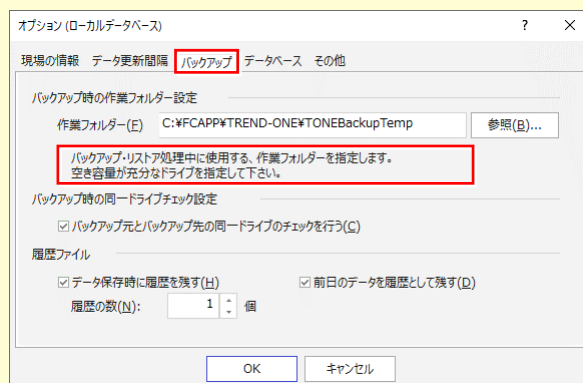 オプション (ローカルデータベース)
? ×
現場の情報 データ更新間隔 バックアップ データベース その他
バックアップ時の作業フォルダー設定
作業フォルダー(F) C:¥FCAPP¥TREND-ONE¥TONEBackupTemp 参照(B)...
バックアップ・リストア処理中に使用する、作業フォルダーを指定します。
空き容量が充分なドライブを指定して下さい。
バックアップ時の同一ドライブチェック設定
バックアップ元とバックアップ先の同一ドライブのチェックを行う(C)
履歴ファイル
データ保存時に履歴を残す(H) 前日のデータを履歴として残す(D)
履歴の数(N): 1 個
OK キャンセル